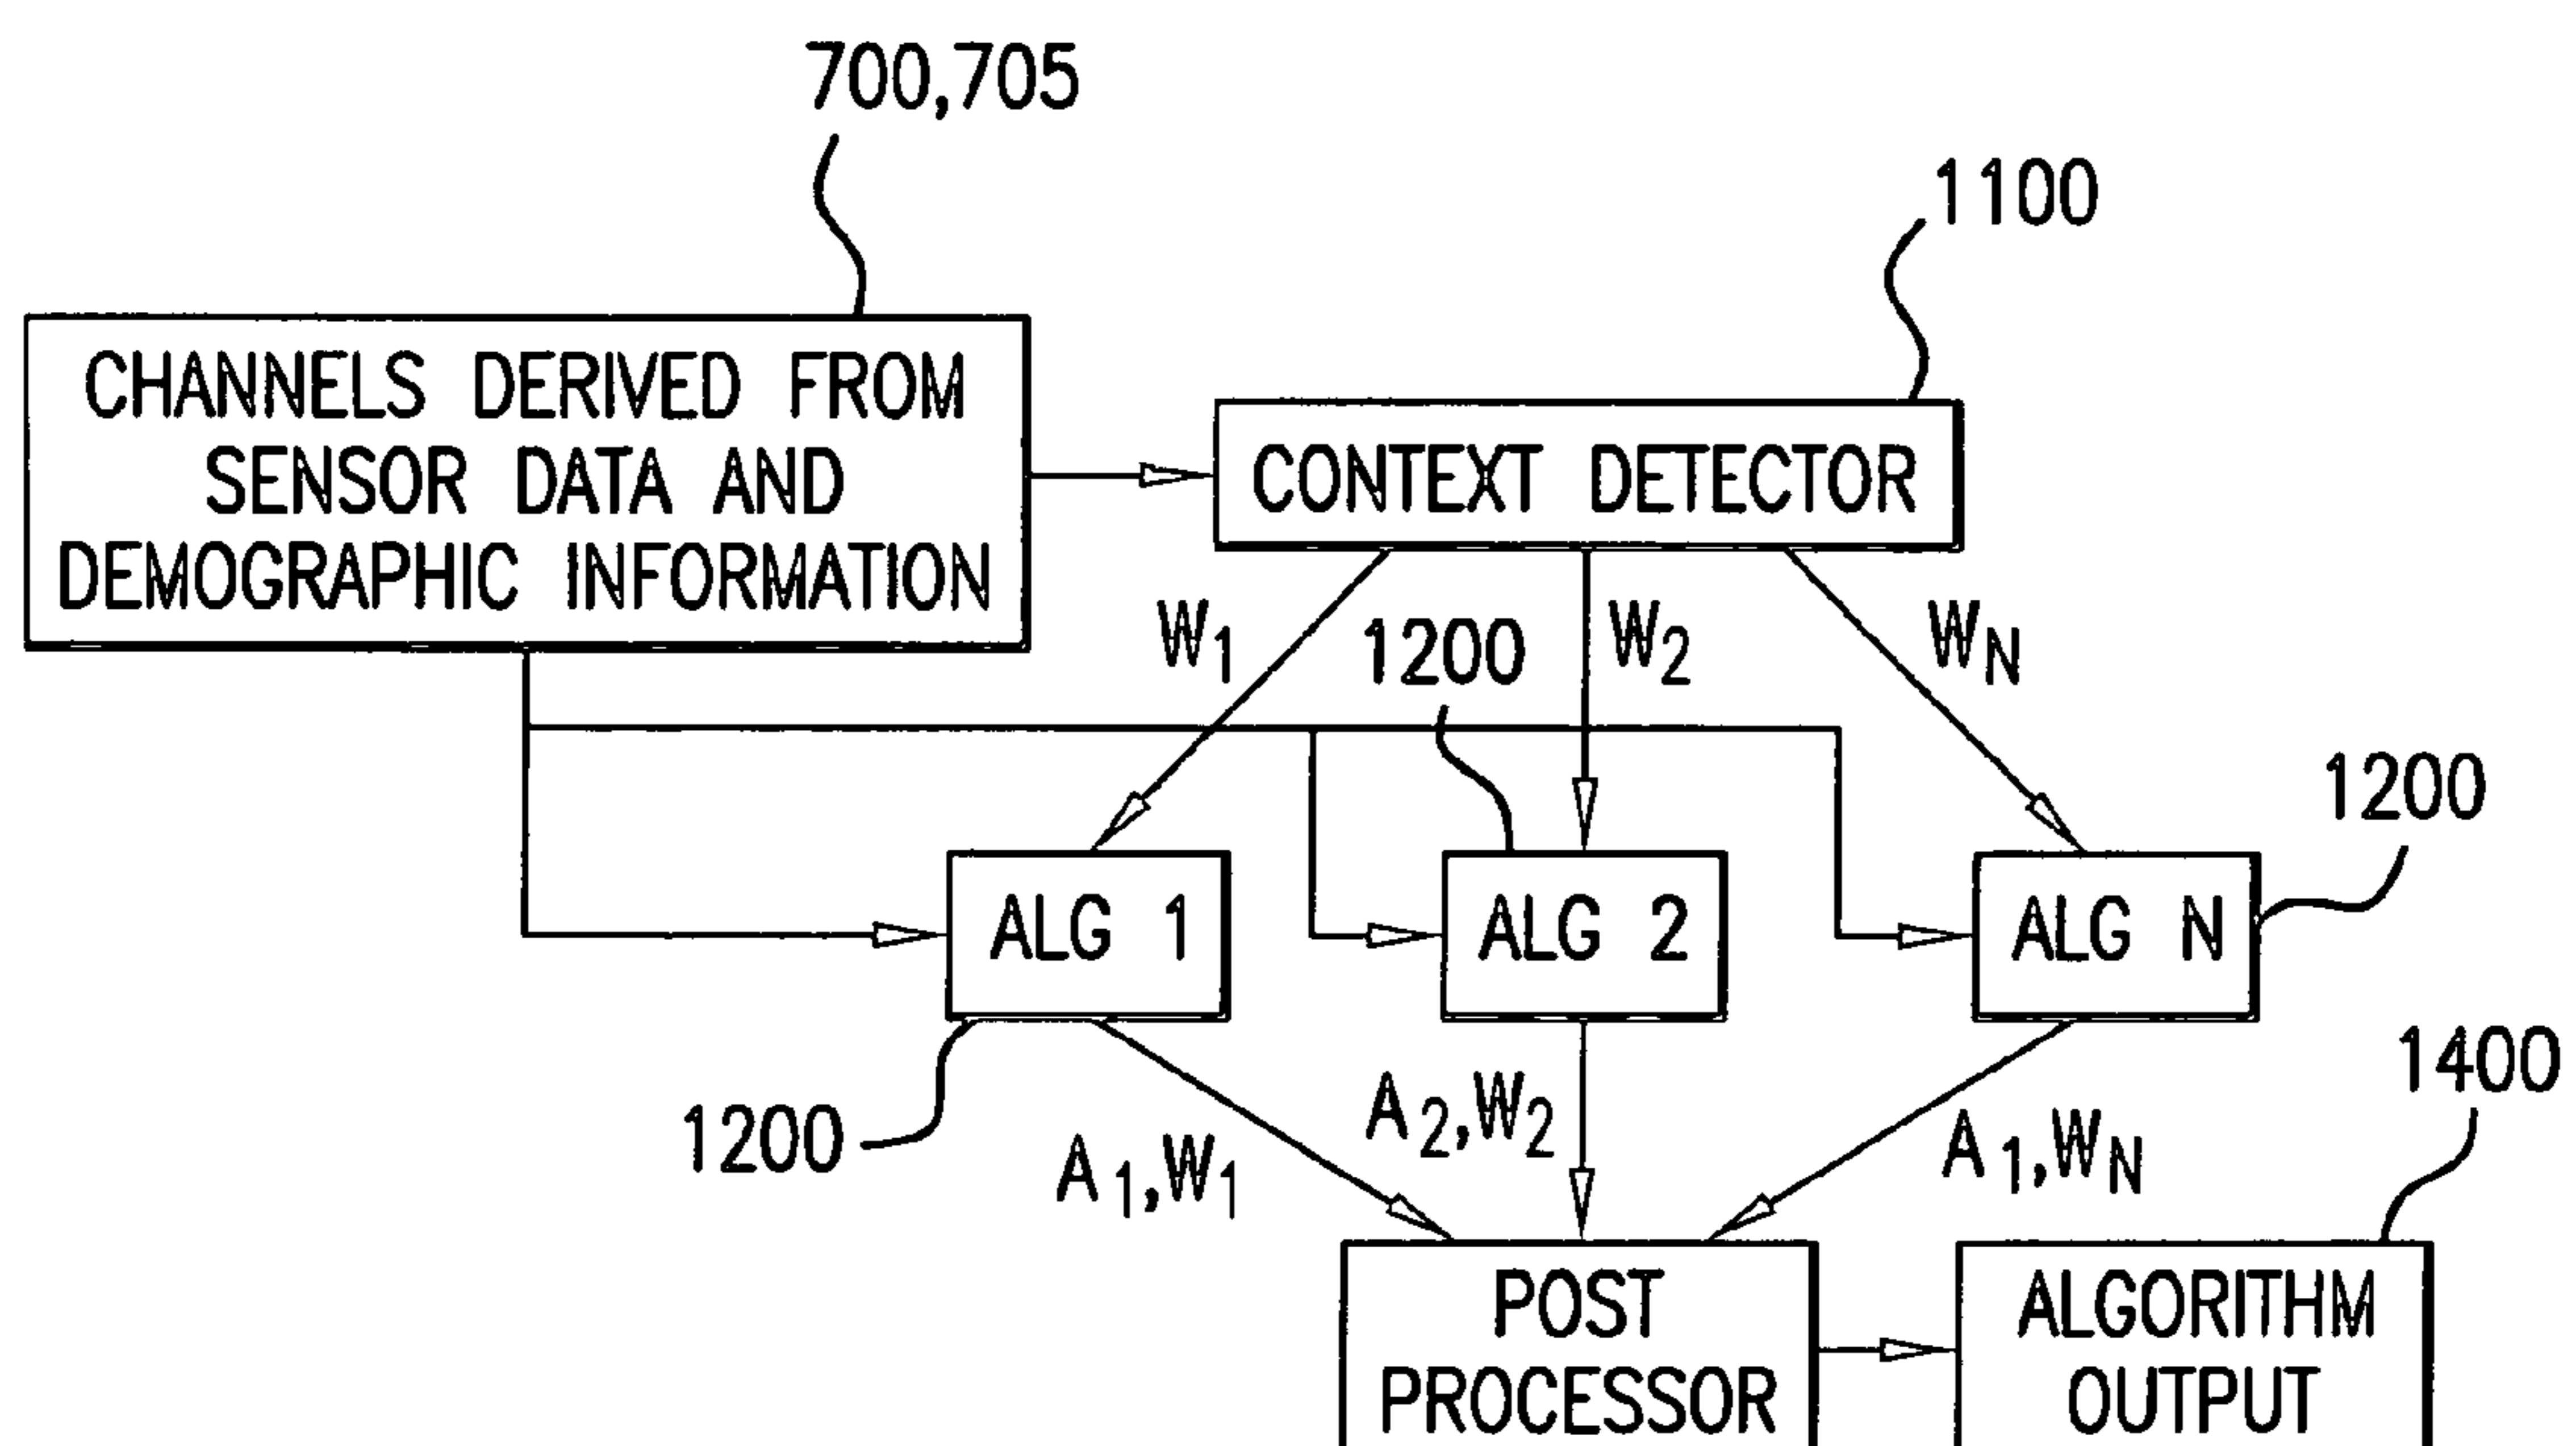 700,705
1100
CHANNELS DERIVED FROM
SENSOR DATA AND
DEMOGRAPHIC INFORMATION
CONTEXT DETECTOR
W1
1200
W2
WN
1200
ALG 1
ALG 2
ALG N
1200
A1,W1
A2,W2
A1,WN
1400
POST
PROCESSOR
ALGORITHM
OUTPUT